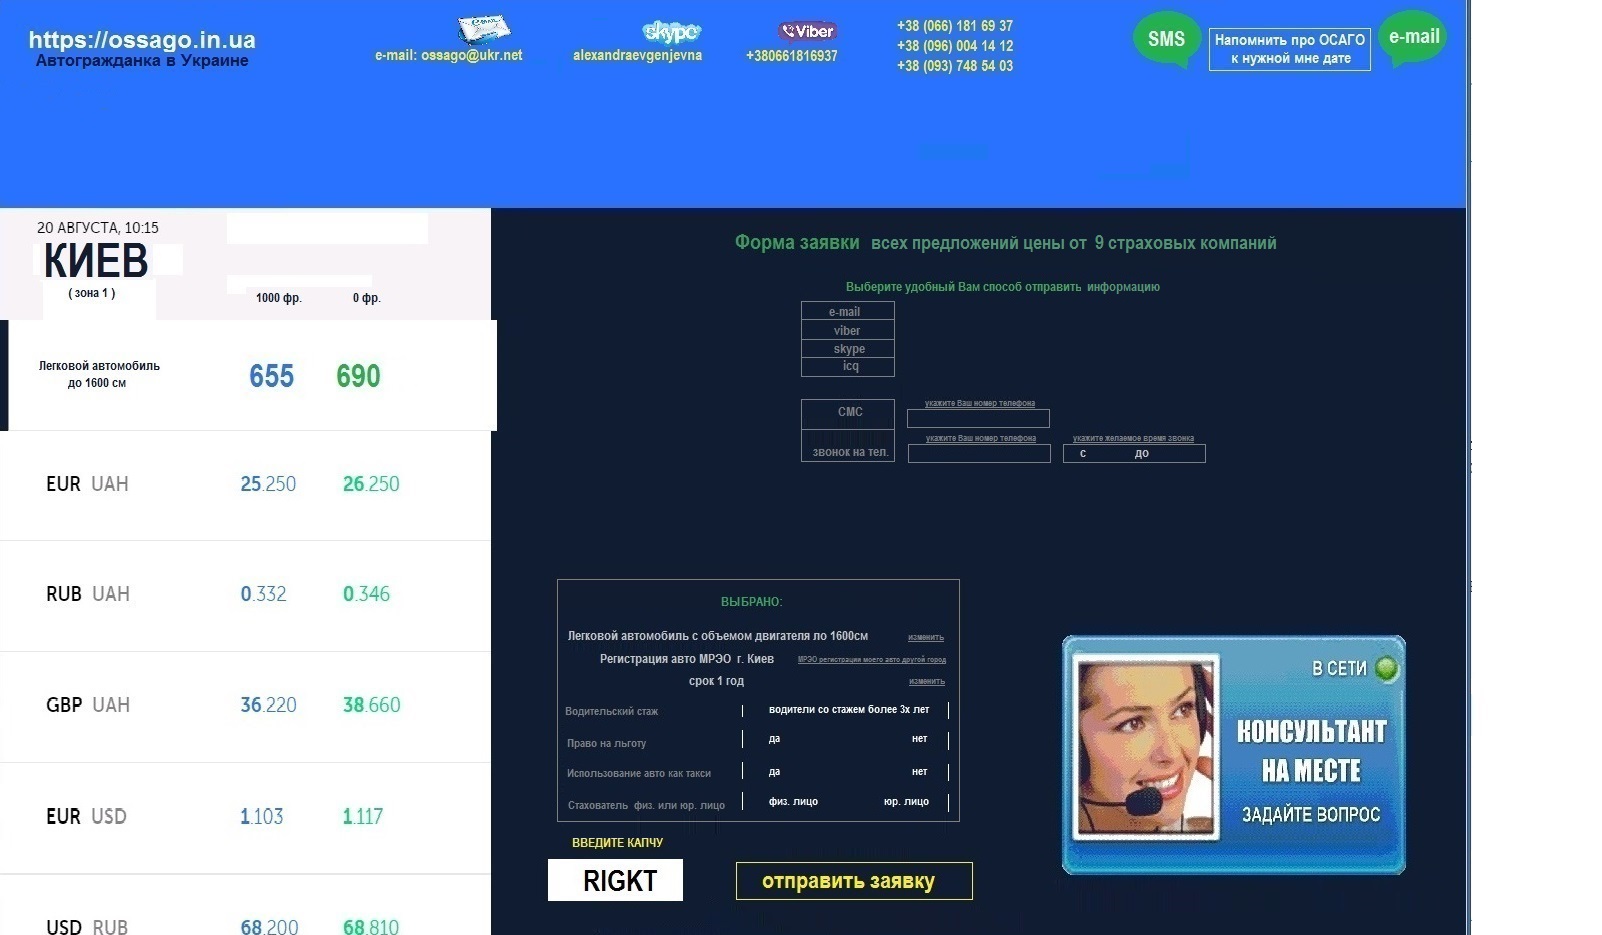 https://ossago.in.ua
Автогражданка в Украине
e-mail: ossago@ukr.net
skype
alexandraevgenjevna
Viber
+380661816937
+38 (066) 181 69 37
+38 (096) 004 14 12
+38 (093) 748 54 03
SMS
Напомнить про ОСАГО
к нужной мне дате
e-mail
20 АВГУСТА, 10:15
КИЕВ
( зона 1 )
1000 фр. 0 фр.
Легковой автомобиль
до 1600 см
655 690
EUR UAH 25.250 26.250
RUB UAH 0.332 0.346
GBP UAH 36.220 38.660
EUR USD 1.103 1.117
USD RUB 68.200 68.810
Форма заявки всех предложений цены от 9 страховых компаний
Выберите удобный Вам способ отправить информацию
e-mail
viber
skype
icq
СМС
укажите Ваш номер телефона
звонок на тел.
укажите Ваш номер телефона
укажите желаемое время звонка
с до
ВЫБРАНО:
Легковой автомобиль с объемом двигателя ло 1600см изменить
Регистрация авто МРЭО г. Киев МРЭО регистрации моего авто другой город
срок 1 год изменить
Водительский стаж водители со стажем более 3х лет
Право на льготу да нет
Использование авто как такси да нет
Стахователь физ. или юр. лицо физ. лицо юр. лицо
ВВЕДИТЕ КАПЧУ
RIGKT
отправить заявку
В СЕТИ
КОНСУЛЬТАНТ
НА МЕСТЕ
ЗАДАЙТЕ ВОПРОС